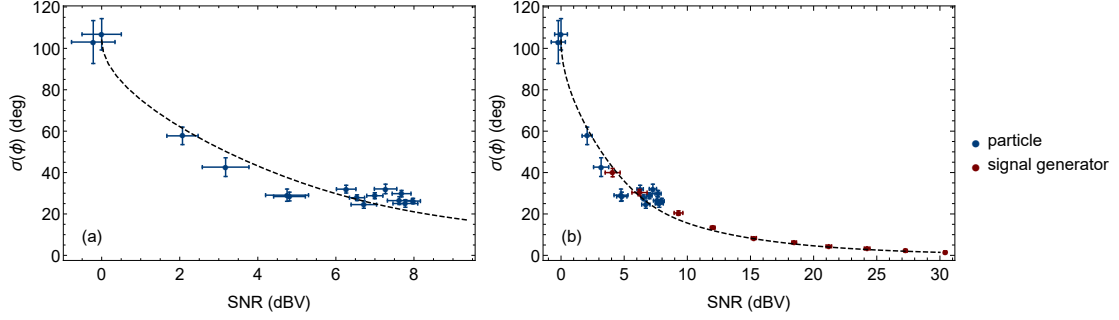 120
100
80
60
40
20
0
σ(ϕ) (deg)
(a)
0 2 4 6 8
SNR (dBV)
120
100
80
60
40
20
0
σ(ϕ) (deg)
(b)
0 5 10 15 20 25 30
SNR (dBV)
particle
signal generator